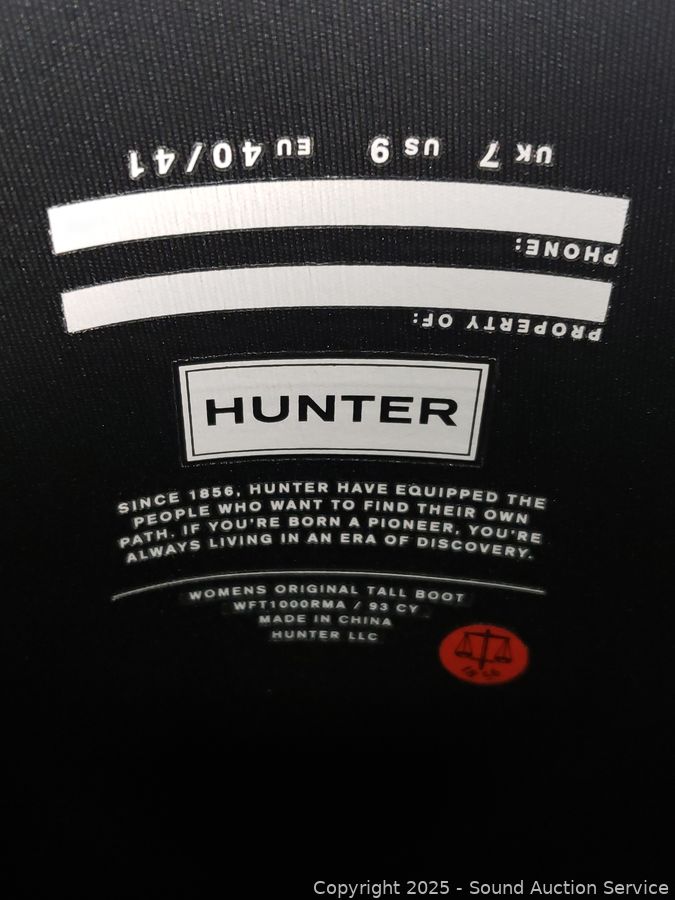 UK 7 US 9 EU 40/41
PHONE:
PROPERTY OF:
HUNTER
SINCE 1856, HUNTER HAVE EQUIPPED THE
PEOPLE WHO WANT TO FIND THEIR OWN
PATH. IF YOU'RE BORN A PIONEER, YOU'RE
ALWAYS LIVING IN AN ERA OF DISCOVERY.
WOMENS ORIGINAL TALL BOOT
WFT1000RMA / 93 CY
MADE IN CHINA
HUNTER LLC
Copyright 2025 - Sound Auction Service